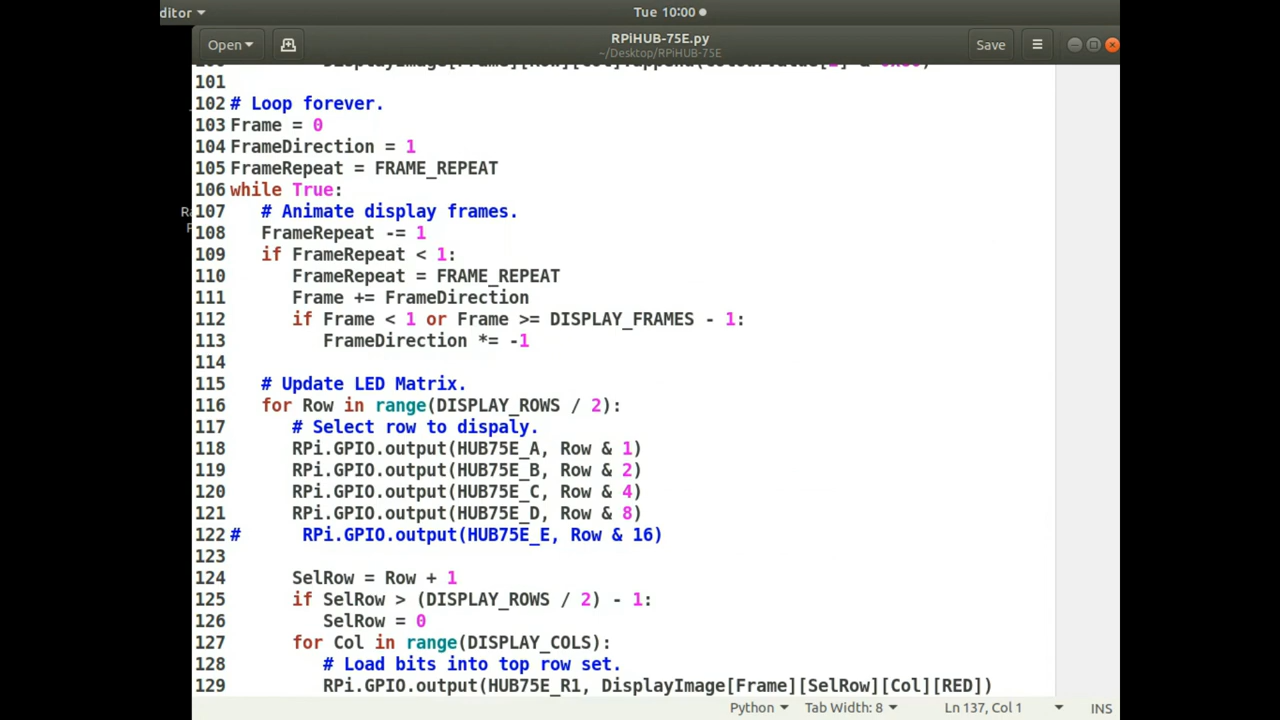 ditor
Tue 10:00
Open
RPiHUB-75E.py
~/Desktop/RPiHUB-75E
Save
101
102 # Loop forever.
103 Frame = 0
104 FrameDirection = 1
105 FrameRepeat = FRAME_REPEAT
106 while True:
107 # Animate display frames.
108 FrameRepeat -= 1
109 if FrameRepeat < 1:
110 FrameRepeat = FRAME_REPEAT
111 Frame += FrameDirection
112 if Frame < 1 or Frame >= DISPLAY_FRAMES - 1:
113 FrameDirection *= -1
114
115 # Update LED Matrix.
116 for Row in range(DISPLAY_ROWS / 2):
117 # Select row to dispaly.
118 RPi.GPIO.output(HUB75E_A, Row & 1)
119 RPi.GPIO.output(HUB75E_B, Row & 2)
120 RPi.GPIO.output(HUB75E_C, Row & 4)
121 RPi.GPIO.output(HUB75E_D, Row & 8)
122 # RPi.GPIO.output(HUB75E_E, Row & 16)
123
124 SelRow = Row + 1
125 if SelRow > (DISPLAY_ROWS / 2) - 1:
126 SelRow = 0
127 for Col in range(DISPLAY_COLS):
128 # Load bits into top row set.
129 RPi.GPIO.output(HUB75E_R1, DisplayImage[Frame][SelRow][Col][RED])
Python Tab Width: 8 Ln 137, Col 1 INS